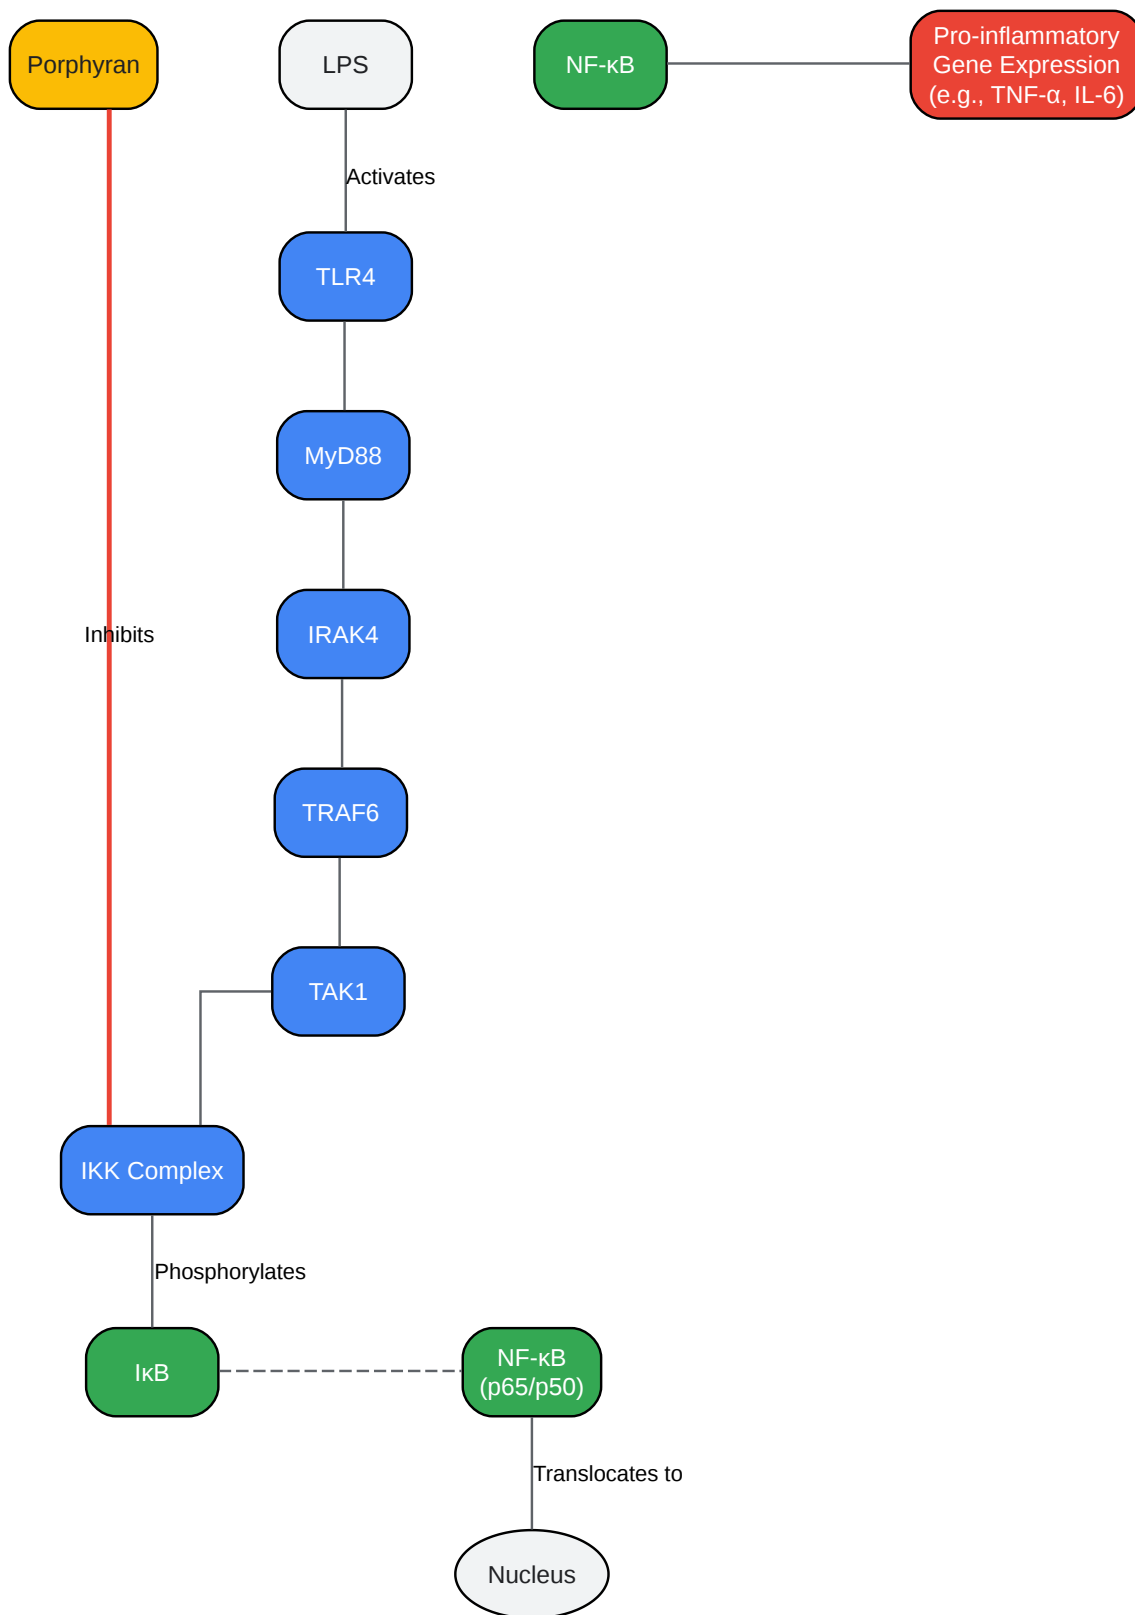 Porphyran
LPS
NF-κB
Pro-inflammatory
Gene Expression
(e.g., TNF-α, IL-6)
Activates
TLR4
MyD88
Inhibits
IRAK4
TRAF6
TAK1
IKK Complex
Phosphorylates
IκB
NF-κB
(p65/p50)
Translocates to
Nucleus